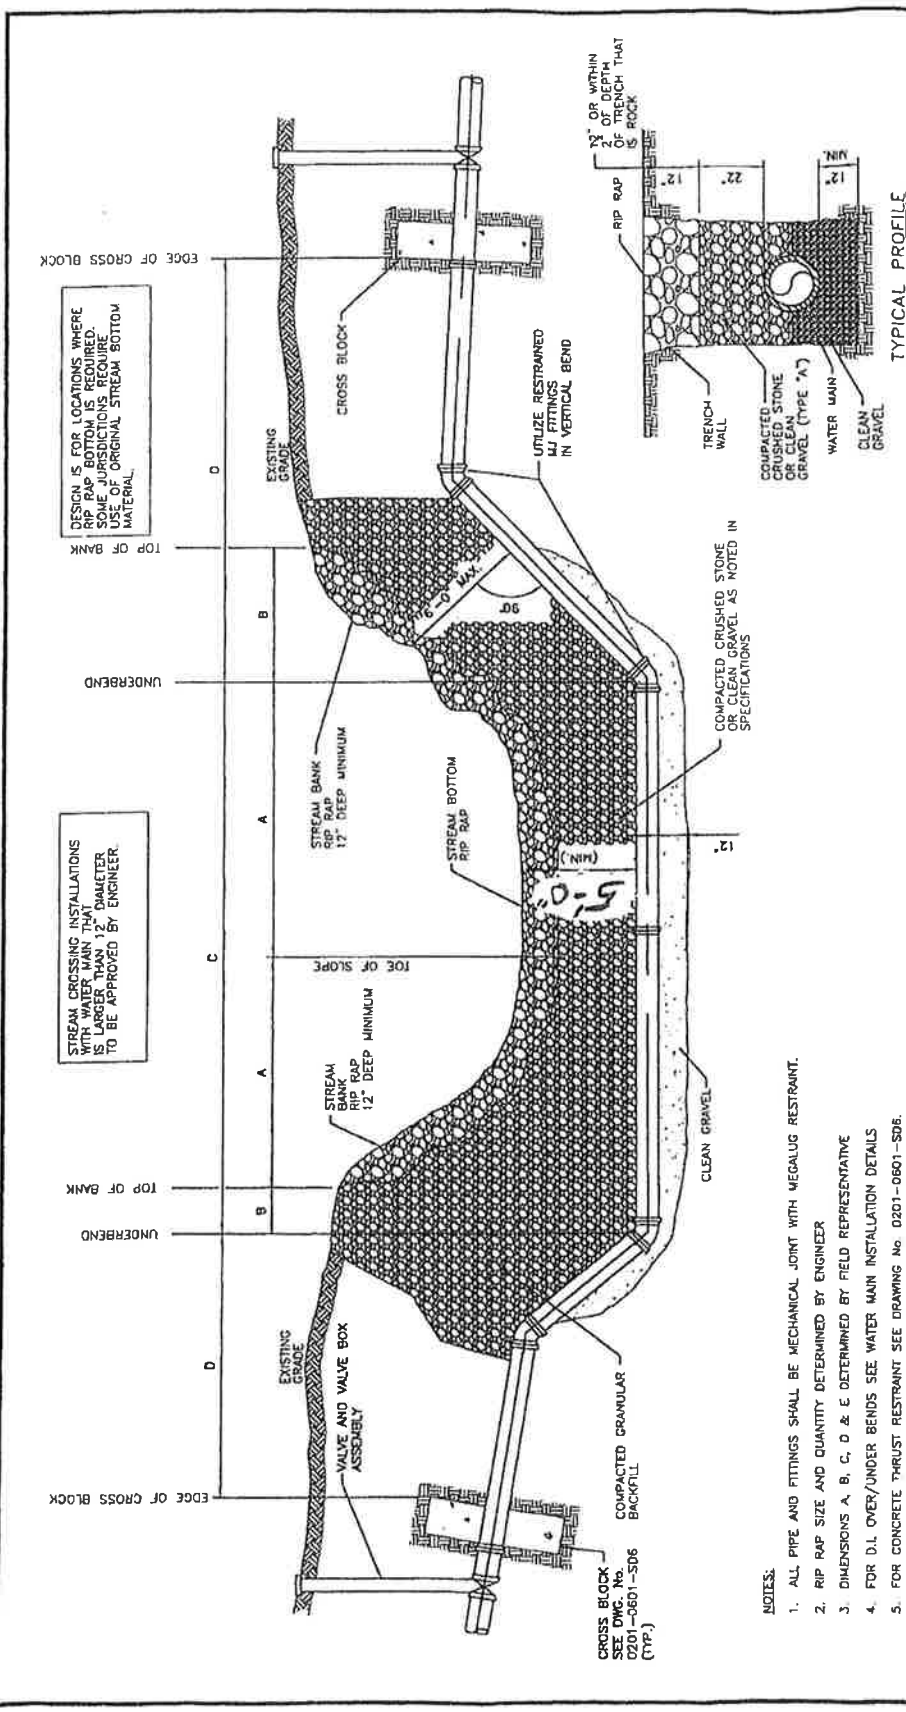 STREAM CROSSING INSTALLATIONS
WITH WATER MAIN THAT
IS LARGER THAN 12" DIAMETER
TO BE APPROVED BY ENGINEER.
DESIGN IS FOR LOCATIONS WHERE
RIP RAP BOTTOM IS REQUIRED.
SOME JURISDICTIONS REQUIRE
USE OF ORIGINAL STREAM BOTTOM
MATERIAL.
EDGE OF CROSS BLOCK
UNDERBEND
TOP OF BANK
TOE OF SLOPE
UNDERBEND
TOP OF BANK
EDGE OF CROSS BLOCK
D
C
D
B
A
A
B
EXISTING
GRADE
VALVE AND VALVE BOX
ASSEMBLY
STREAM
BANK
RIP RAP
12" DEEP MINIMUM
STREAM BANK
RIP RAP
12" DEEP MINIMUM
EXISTING
GRADE
CROSS BLOCK
STREAM BOTTOM
RIP RAP
6'-0" MAX.
90°
5'-0"
(MIN.)
12"
UTILIZE RESTRAINED
MJ FITTINGS
IN VERTICAL BEND
CROSS BLOCK
SEE DWG. No.
0201-0601-SD6
(TYP.)
COMPACTED GRANULAR
BACKFILL
CLEAN GRAVEL
COMPACTED CRUSHED STONE
OR CLEAN GRAVEL AS NOTED IN
SPECIFICATIONS
OR WITHIN
OF DEPTH
OF TRENCH THAT
IS ROCK
RIP RAP
12"
22"
12"
MIN.
TRENCH
WALL
COMPACTED
CRUSHED STONE
OR CLEAN
GRAVEL (TYPE "A")
WATER MAIN
CLEAN
GRAVEL
TYPICAL PROFILE
NOTES:
1. ALL PIPE AND FITTINGS SHALL BE MECHANICAL JOINT WITH MEGALUG RESTRAINT.
2. RIP RAP SIZE AND QUANTITY DETERMINED BY ENGINEER
3. DIMENSIONS A, B, C, D & E DETERMINED BY FIELD REPRESENTATIVE
4. FOR D.I. OVER/UNDER BENDS SEE WATER MAIN INSTALLATION DETAILS
5. FOR CONCRETE THRUST RESTRAINT SEE DRAWING No. 0201-0601-SD6.